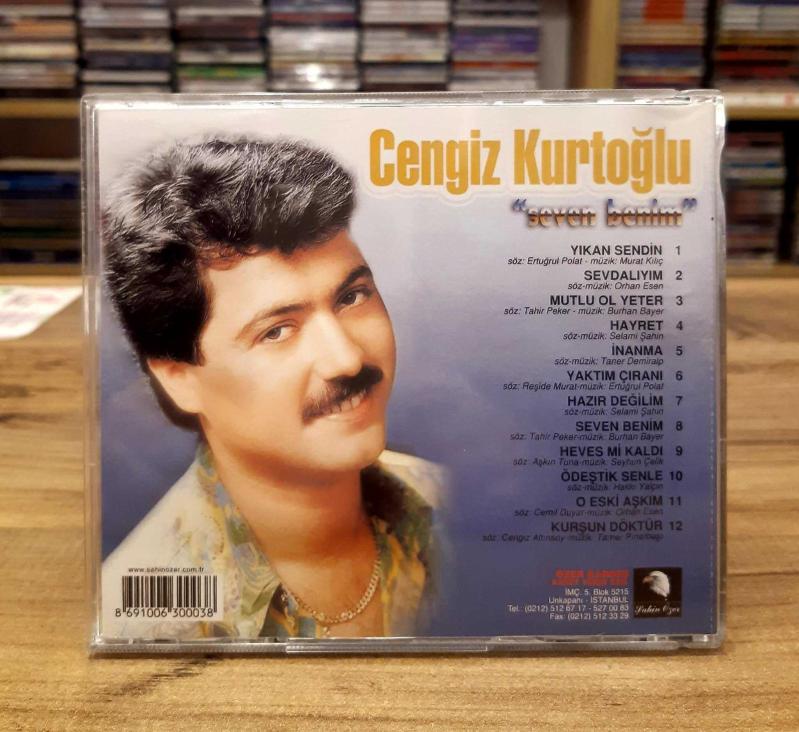 Cengiz Kurtoğlu
"seven benim"
YIKAN SENDİN 1
söz: Ertuğrul Polat - müzik: Murat Kılıç
SEVDALIYIM 2
söz-müzik: Orhan Esen
MUTLU OL YETER 3
söz: Tahir Peker - müzik: Burhan Bayer
HAYRET 4
söz-müzik: Selami Şahin
İNANMA 5
söz-müzik: Taner Demiralp
YAKTIM ÇIRANI 6
söz: Reşide Murat-müzik: Ertuğrul Polat
HAZIR DEĞİLİM 7
söz-müzik: Selami Şahin
SEVEN BENİM 8
söz: Tahir Peker-müzik: Burhan Bayer
HEVES Mİ KALDI 9
söz: Aşkın Tuna-müzik: Seyhun Çelik
ÖDEŞTİK SENLE 10
söz-müzik: Hakkı Yalçın
O ESKİ AŞKIM 11
söz: Cemil Duyar-müzik: Orhan Esen
KURŞUN DÖKTÜR 12
söz: Cengiz Altınsoy-müzik: Tamer
www.sahinozer.com.tr
8 691006 300038
İMÇ. 5. Blok 5215
Unkapanı - İSTANBUL
Tel.: (0212) 512 67 17 - 527 00 83
Fax: (0212) 512 33 29
Şahin Özer